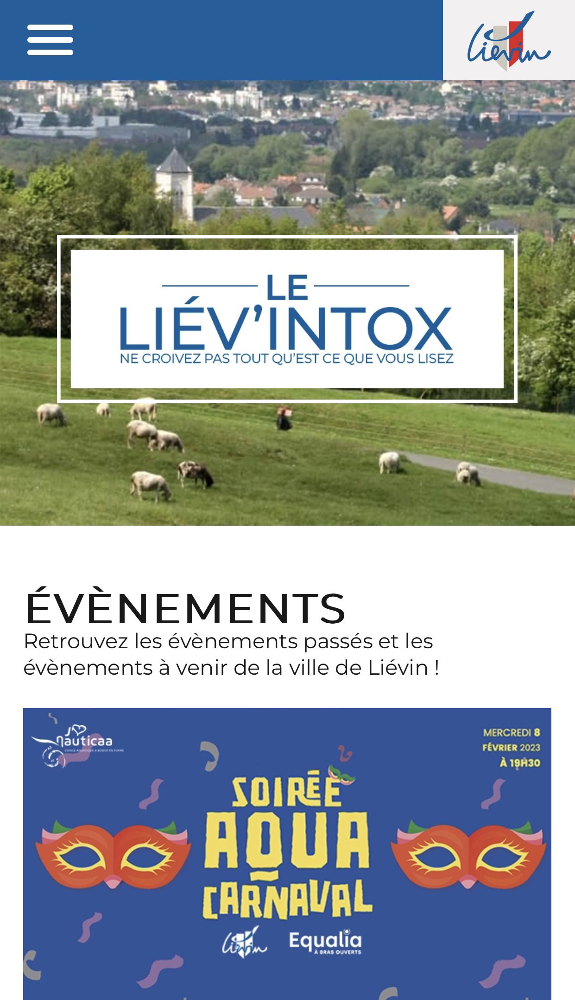 Liévin
LE
LIÉV’INTOX
NE CROIVEZ PAS TOUT QU’EST CE QUE VOUS LISEZ
ÉVÈNEMENTS
Retrouvez les évènements passés et les
évènements à venir de la ville de Liévin !
J
nauticaa
ESPACE AQUATIQUE & REMISE EN FORME
MERCREDI 8
FÉVRIER 2023
À 19H30
SOIRÉE
AQUA
CARNAVAL
Liévin
Equalia
À BRAS OUVERTS